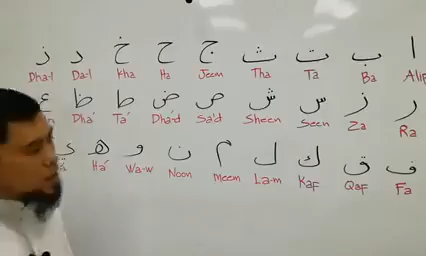 ا ب ت ث ج ح خ د ذ
Dha-l Da-l Kha Ha Jeem Tha Ta Ba Alip
ر ز س ش ص ض ط ظ ع
Dha' Ta' Dha-d Sa'd Sheen Seen Za Ra
ف ق ك ل م ن و ه ي
Ha' Wa-w Noon Meem La-m Kaf Qaf Fa